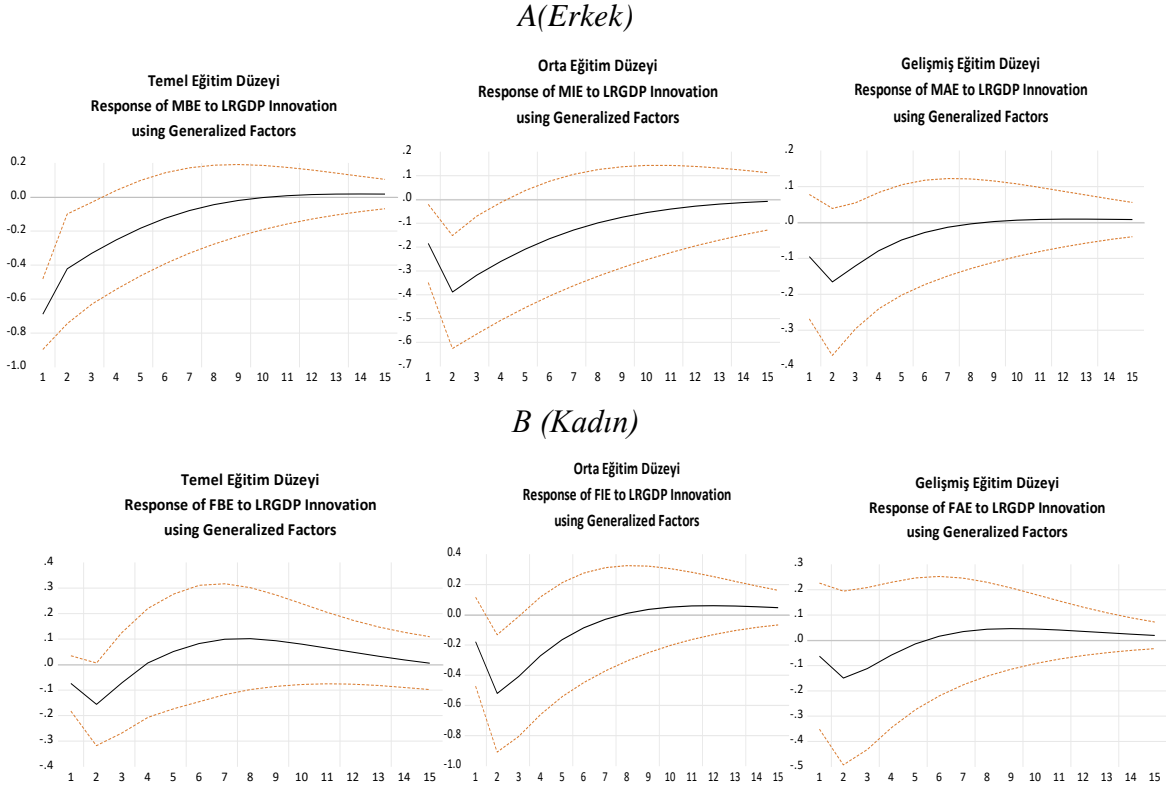 A(Erkek)
Temel Eğitim Düzeyi
Response of MBE to LRGDP Innovation
using Generalized Factors
0.2
0.0
-0.2
-0.4
-0.6
-0.8
-1.0
1 2 3 4 5 6 7 8 9 10 11 12 13 14 15
Orta Eğitim Düzeyi
Response of MIE to LRGDP Innovation
using Generalized Factors
.2
.1
.0
-.1
-.2
-.3
-.4
-.5
-.6
-.7
1 2 3 4 5 6 7 8 9 10 11 12 13 14 15
Gelişmiş Eğitim Düzeyi
Response of MAE to LRGDP Innovation
using Generalized Factors
.2
.1
.0
-.1
-.2
-.3
-.4
1 2 3 4 5 6 7 8 9 10 11 12 13 14 15
B (Kadın)
Temel Eğitim Düzeyi
Response of FBE to LRGDP Innovation
using Generalized Factors
.4
.3
.2
.1
.0
-.1
-.2
-.3
-.4
1 2 3 4 5 6 7 8 9 10 11 12 13 14 15
Orta Eğitim Düzeyi
Response of FIE to LRGDP Innovation
using Generalized Factors
0.4
0.2
0.0
-0.2
-0.4
-0.6
-0.8
-1.0
1 2 3 4 5 6 7 8 9 10 11 12 13 14 15
Gelişmiş Eğitim Düzeyi
Response of FAE to LRGDP Innovation
using Generalized Factors
.3
.2
.1
.0
-.1
-.2
-.3
-.4
-.5
1 2 3 4 5 6 7 8 9 10 11 12 13 14 15